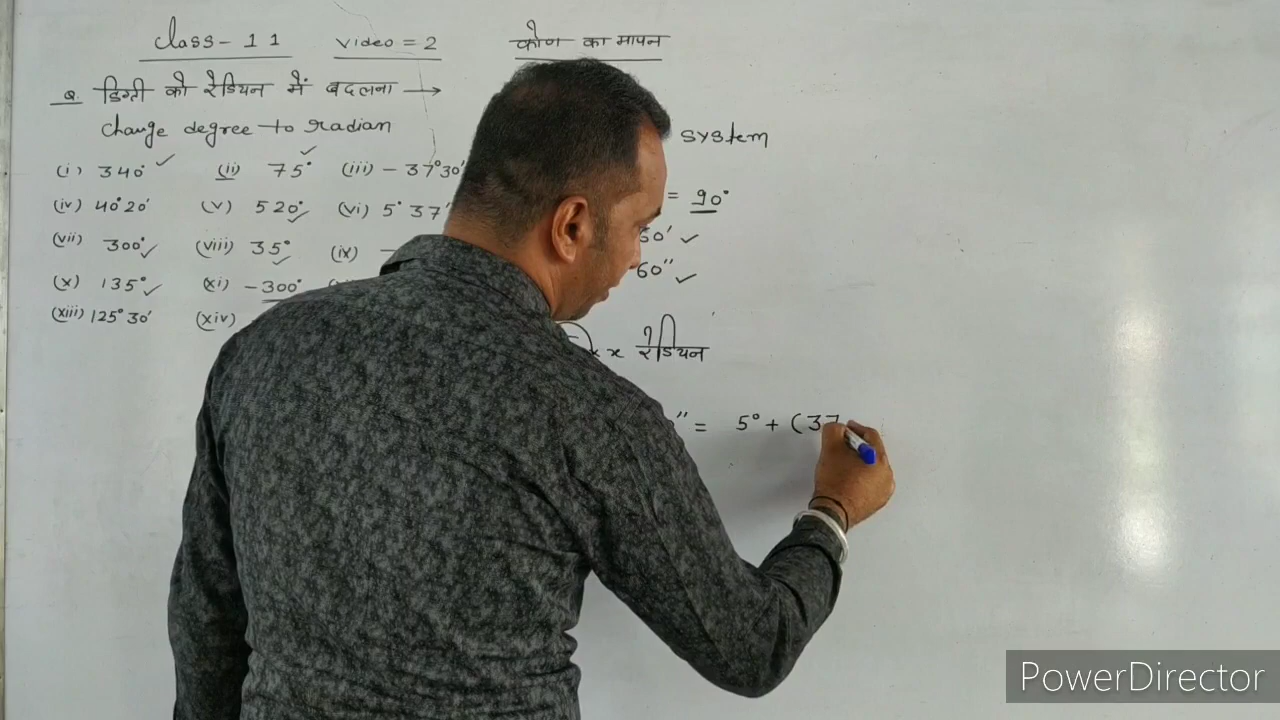 Class - 11 Video = 2 कोण का मापन
Q. डिग्री को रेडियन में बदलना →
Change degree to radian system
(i) 340° ✓ (ii) 75° ✓ (iii) - 37°30'
= 90°
(iv) 40°20' (v) 520° ✓ (vi) 5°37'
60' ✓
(vii) 300° ✓ (viii) 35° ✓ (ix) -
60" ✓
(x) 135° ✓ (xi) - 300°
(xiii) 125°30' (xiv)
× रेडियन
" = 5° + (37
PowerDirector